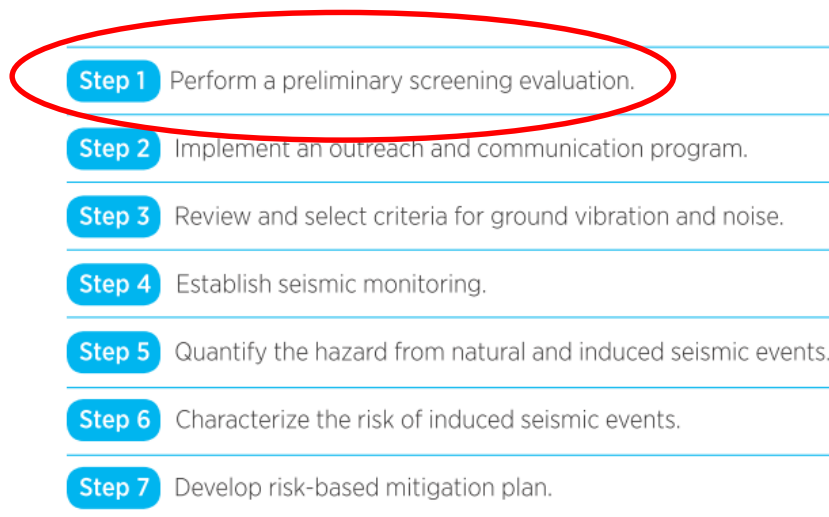 Step 1 Perform a preliminary screening evaluation.
Step 2 Implement an outreach and communication program.
Step 3 Review and select criteria for ground vibration and noise.
Step 4 Establish seismic monitoring.
Step 5 Quantify the hazard from natural and induced seismic events.
Step 6 Characterize the risk of induced seismic events.
Step 7 Develop risk-based mitigation plan.